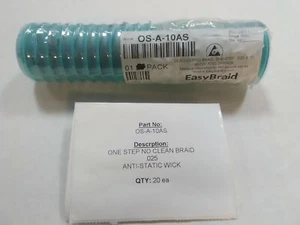 OS-A-10AS
01 PACK
EasyBraid
Part No:
OS-A-10AS
Descrption:
ONE STEP NO CLEAN BRAID
.025
ANTI-STATIC WICK
QTY: 20 ea